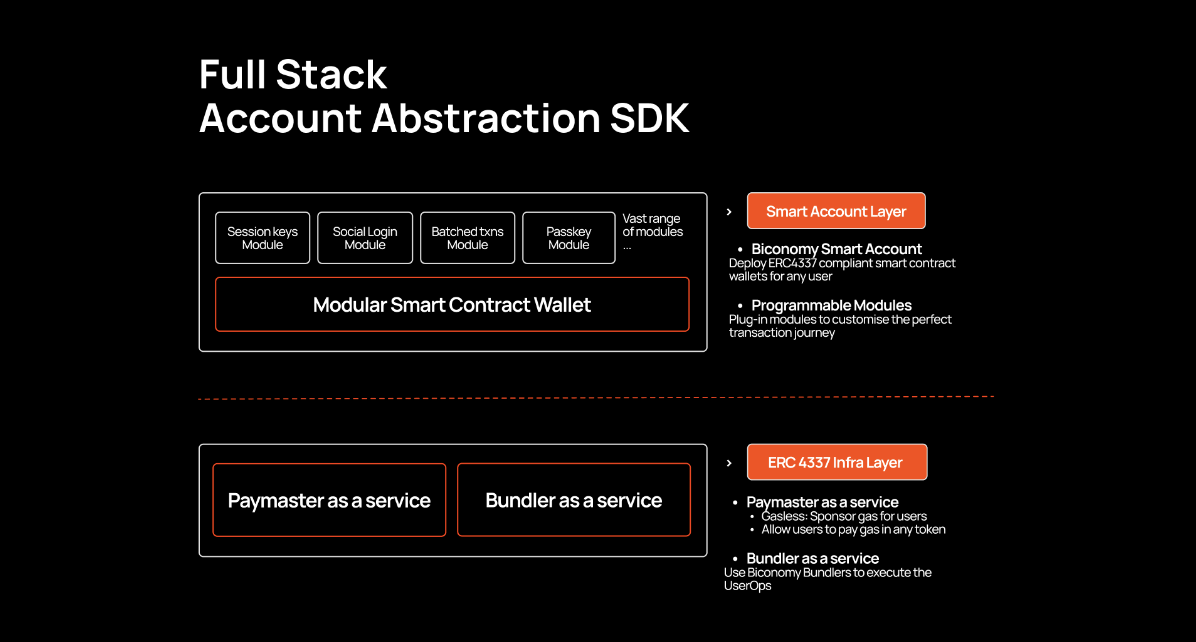 Full Stack
Account Abstraction SDK
Session keys
Module
Social Login
Module
Batched txns
Module
Passkey
Module
Vast range
of modules
...
Modular Smart Contract Wallet
› Smart Account Layer
• Biconomy Smart Account
Deploy ERC4337 compliant smart contract
wallets for any user
• Programmable Modules
Plug-in modules to customise the perfect
transaction journey
Paymaster as a service
Bundler as a service
› ERC 4337 Infra Layer
• Paymaster as a service
• Gasless: Sponsor gas for users
• Allow users to pay gas in any token
• Bundler as a service
Use Biconomy Bundlers to execute the
UserOps